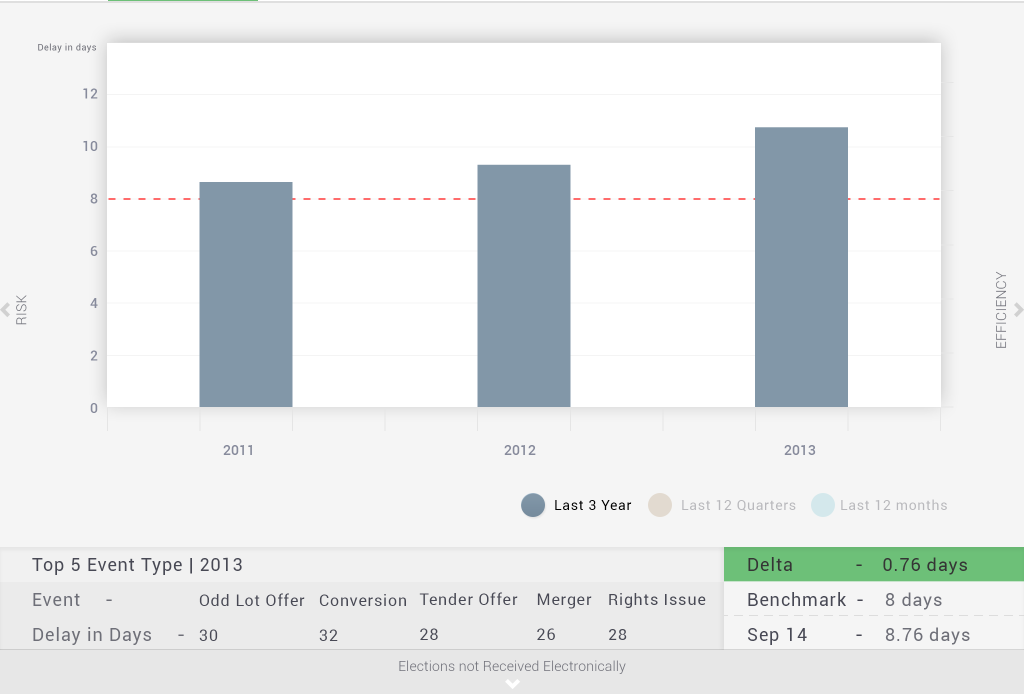 Delay in days
12
10
8
6
4
2
0
RISK
EFFICIENCY
2011 2012 2013
Last 3 Year Last 12 Quarters Last 12 months
Top 5 Event Type | 2013
Event - Odd Lot Offer Conversion Tender Offer Merger Rights Issue
Delay in Days - 30 32 28 26 28
Delta - 0.76 days
Benchmark - 8 days
Sep 14 - 8.76 days
Elections not Received Electronically